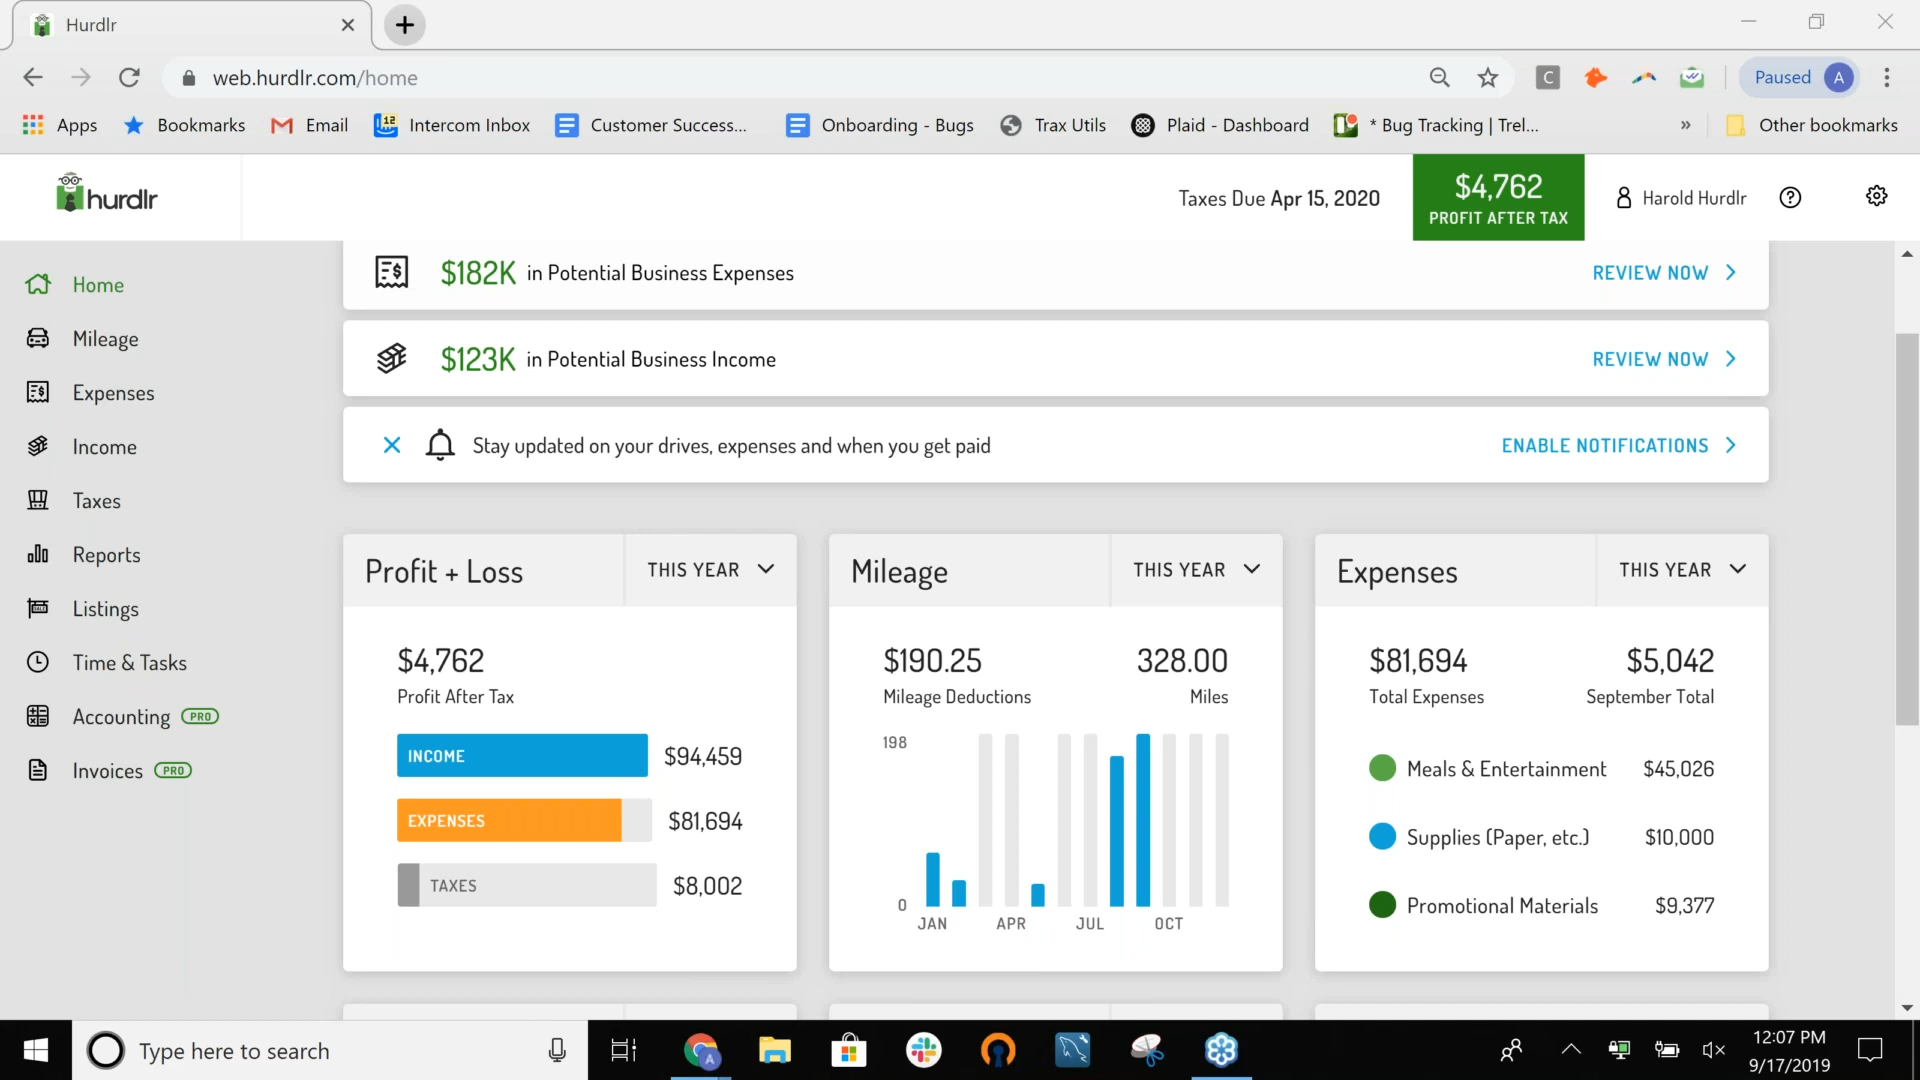 Hurdlr
web.hurdlr.com/home
C
Paused A
Apps Bookmarks Email 12 Intercom Inbox Customer Success... Onboarding - Bugs Trax Utils Plaid - Dashboard * Bug Tracking | Trel... » Other bookmarks
hurdlr
Taxes Due Apr 15, 2020
$4,762
PROFIT AFTER TAX
Harold Hurdlr
Home
Mileage
Expenses
Income
Taxes
Reports
Listings
Time & Tasks
Accounting PRO
Invoices PRO
$182K in Potential Business Expenses REVIEW NOW
$123K in Potential Business Income REVIEW NOW
Stay updated on your drives, expenses and when you get paid ENABLE NOTIFICATIONS
Profit + Loss THIS YEAR
$4,762
Profit After Tax
INCOME $94,459
EXPENSES $81,694
TAXES $8,002
Mileage THIS YEAR
$190.25 328.00
Mileage Deductions Miles
198
0
JAN APR JUL OCT
Expenses THIS YEAR
$81,694 $5,042
Total Expenses September Total
Meals & Entertainment $45,026
Supplies (Paper, etc.) $10,000
Promotional Materials $9,377
Type here to search
A
12:07 PM
9/17/2019